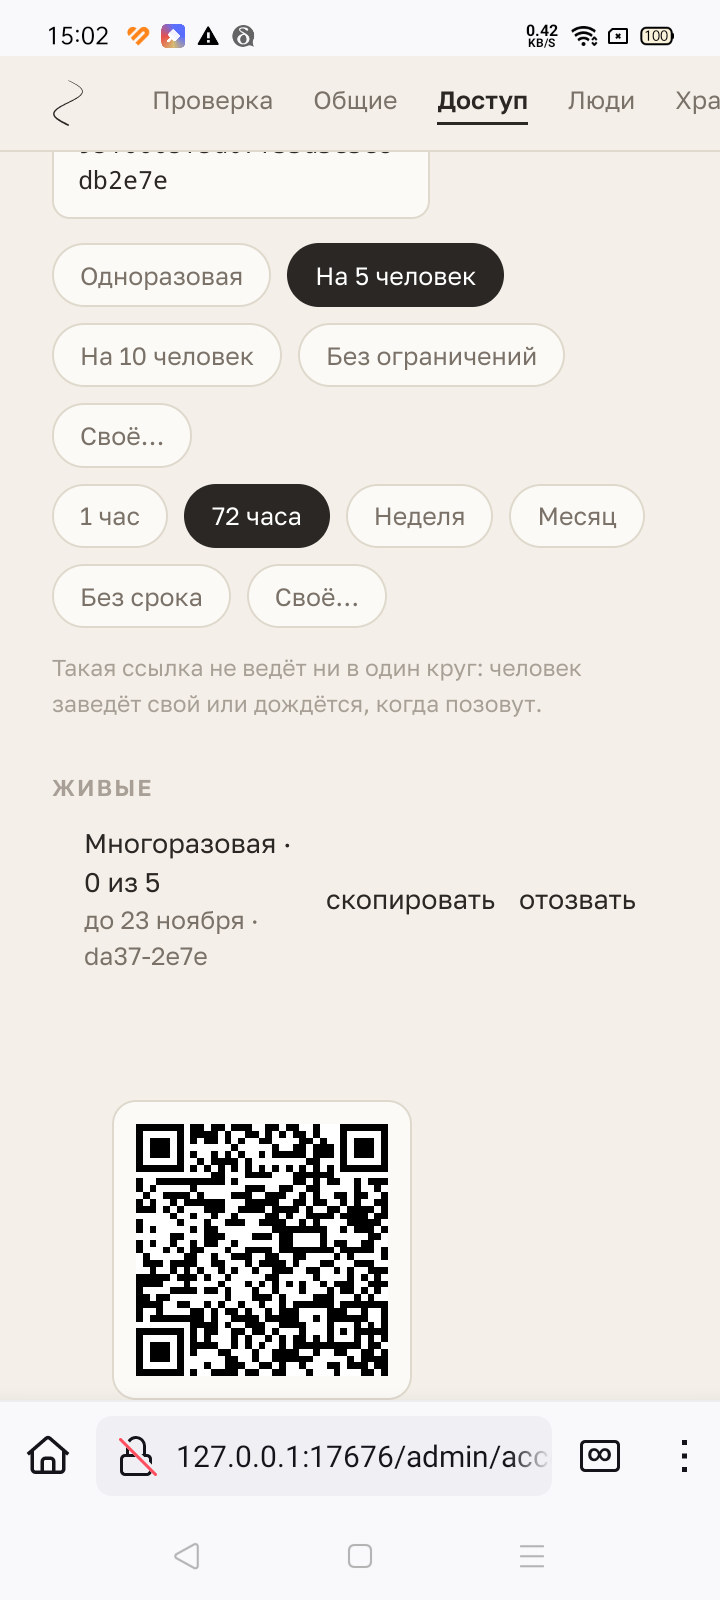 15:02
0.42
KB/S
100
Проверка Общие Доступ Люди Хра
db2e7e
Одноразовая На 5 человек
На 10 человек Без ограничений
Своё...
1 час 72 часа Неделя Месяц
Без срока Своё...
Такая ссылка не ведёт ни в один круг: человек
заведёт свой или дождётся, когда позовут.
ЖИВЫЕ
Многоразовая ·
0 из 5
до 23 ноября ·
da37-2e7e
скопировать отозвать
127.0.0.1:17676/admin/acc